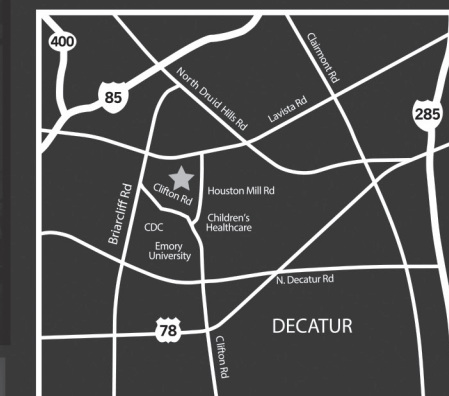 400
85
North Druid Hills Rd
Clairmont Rd
Lavista Rd
285
Clifton Rd
Houston Mill Rd
Briarcliff Rd
CDC
Children's
Healthcare
Emory
University
N. Decatur Rd
78
DECATUR
Clifton Rd